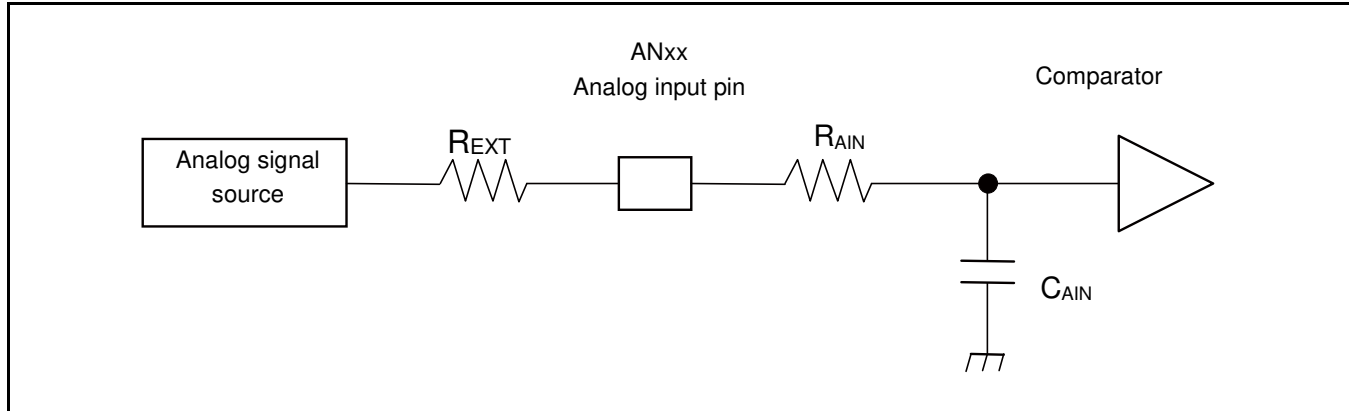 ANxx
Analog input pin
Comparator
Analog signal
source
REXT
RAIN
CAIN